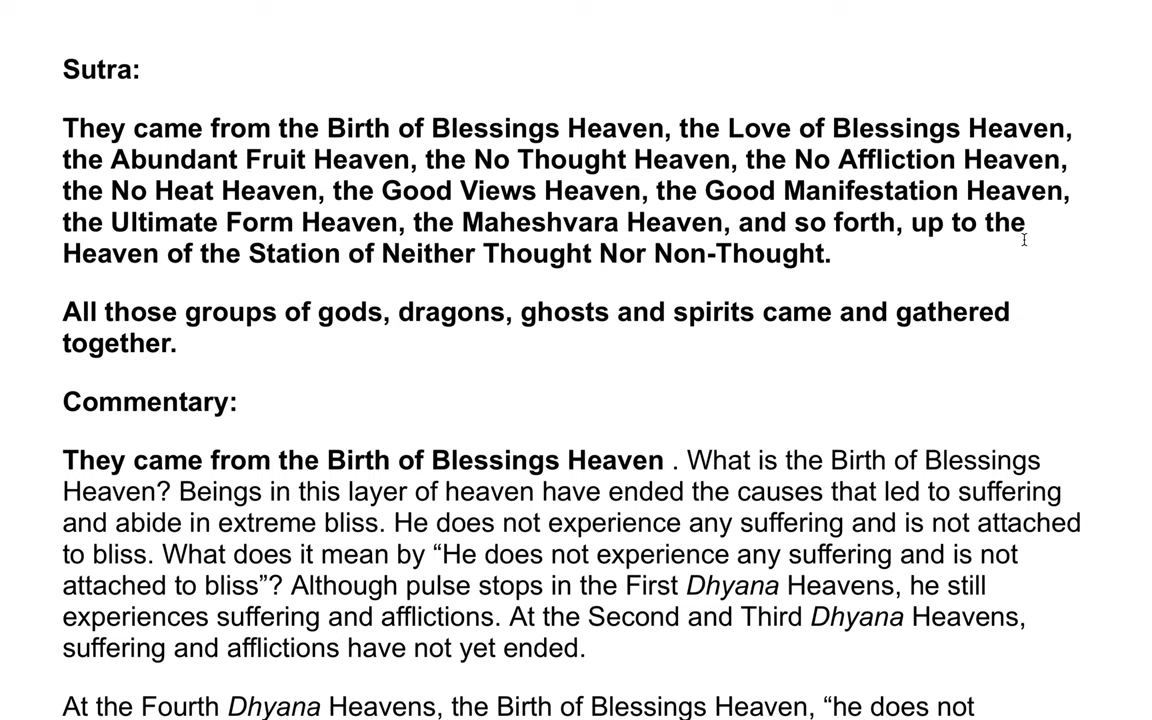 Sutra:
They came from the Birth of Blessings Heaven, the Love of Blessings Heaven,
the Abundant Fruit Heaven, the No Thought Heaven, the No Affliction Heaven,
the No Heat Heaven, the Good Views Heaven, the Good Manifestation Heaven,
the Ultimate Form Heaven, the Maheshvara Heaven, and so forth, up to the
Heaven of the Station of Neither Thought Nor Non-Thought.
All those groups of gods, dragons, ghosts and spirits came and gathered
together.
Commentary:
They came from the Birth of Blessings Heaven . What is the Birth of Blessings
Heaven? Beings in this layer of heaven have ended the causes that led to suffering
and abide in extreme bliss. He does not experience any suffering and is not attached
to bliss. What does it mean by “He does not experience any suffering and is not
attached to bliss”? Although pulse stops in the First Dhyana Heavens, he still
experiences suffering and afflictions. At the Second and Third Dhyana Heavens,
suffering and afflictions have not yet ended.
At the Fourth Dhyana Heavens, the Birth of Blessings Heaven, “he does not